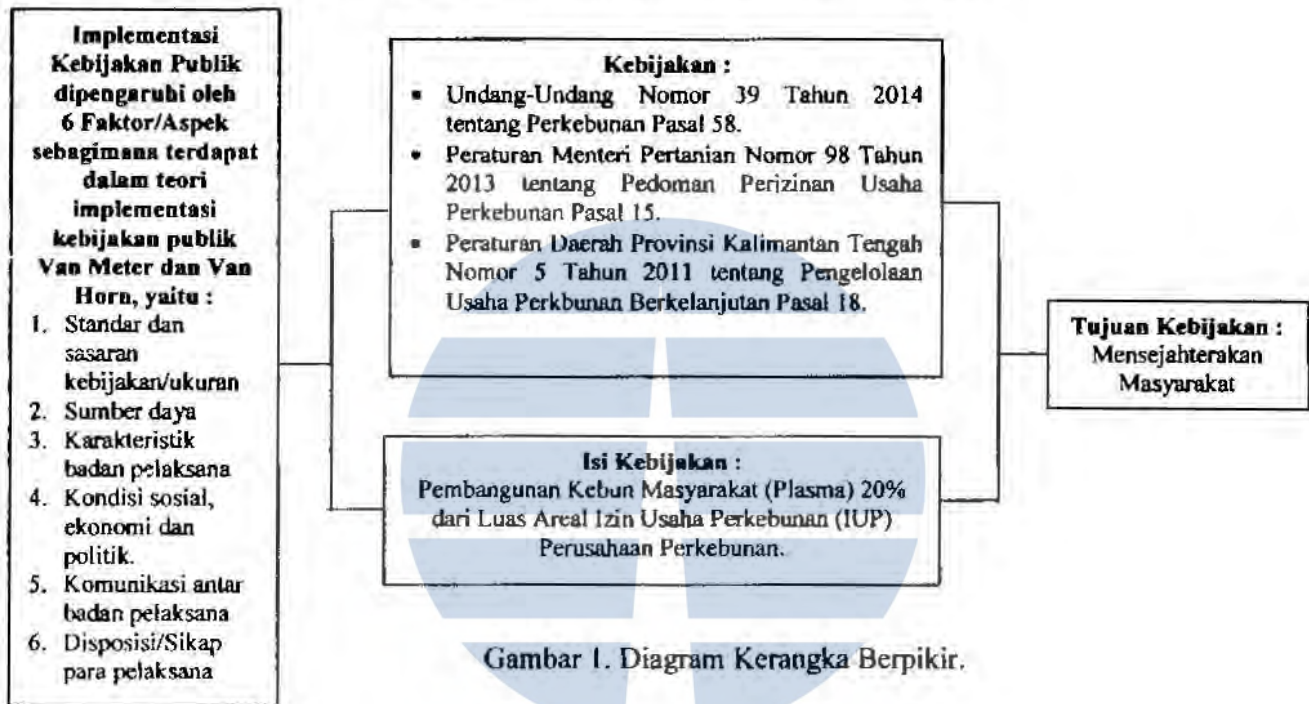 Implementasi
Kebijakan Publik
dipengaruhi oleh
6 Faktor/Aspek
sebagimana terdapat
dalam teori
implementasi
kebijakan publik
Van Meter dan Van
Horn, yaitu :
1. Standar dan
sasaran
kebijakan/ukuran
2. Sumber daya
3. Karakteristik
badan pelaksana
4. Kondisi sosial,
ekonomi dan
politik.
5. Komunikasi antar
badan pelaksana
6. Disposisi/Sikap
para pelaksana
Kebijakan :
▪ Undang-Undang Nomor 39 Tahun 2014
tentang Perkebunan Pasal 58.
▪ Peraturan Menteri Pertanian Nomor 98 Tahun
2013 tentang Pedoman Perizinan Usaha
Perkebunan Pasal 15.
▪ Peraturan Daerah Provinsi Kalimantan Tengah
Nomor 5 Tahun 2011 tentang Pengelolaan
Usaha Perkbunan Berkelanjutan Pasal 18.
Isi Kebijakan :
Pembangunan Kebun Masyarakat (Plasma) 20%
dari Luas Areal Izin Usaha Perkebunan (IUP)
Perusahaan Perkebunan.
Tujuan Kebijakan :
Mensejahterakan
Masyarakat
Gambar 1. Diagram Kerangka Berpikir.